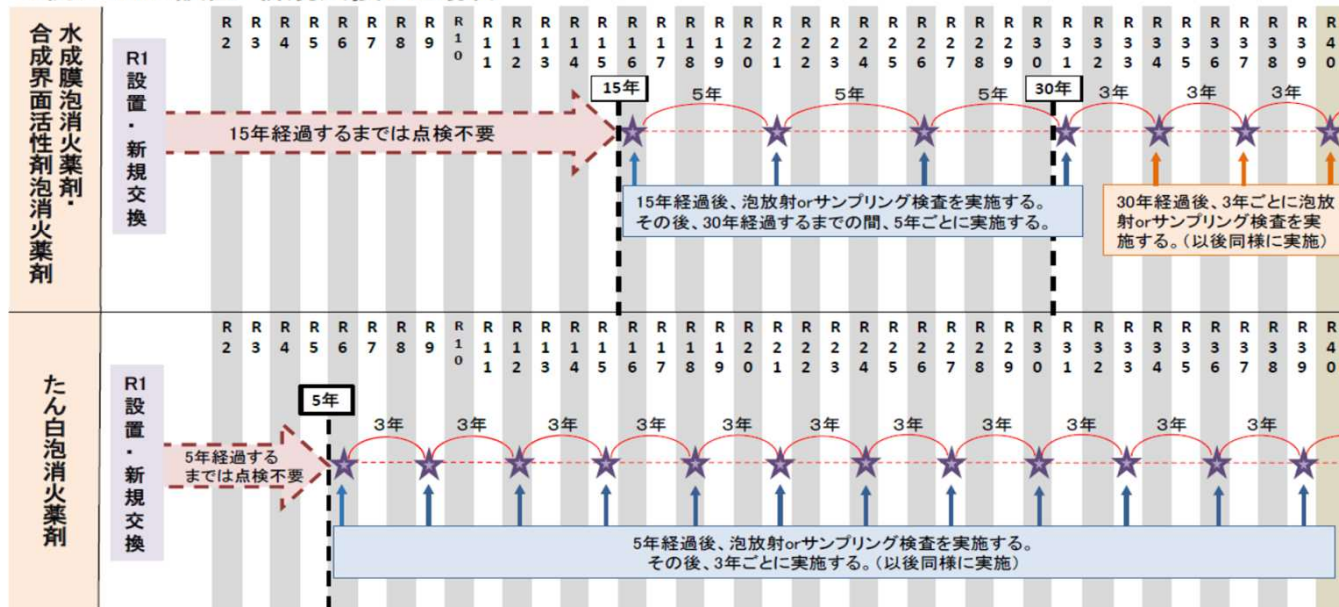 水成膜泡消火薬剤・
合成界面活性剤泡消火薬剤
R1設置・新規交換
R2 R3 R4 R5 R6 R7 R8 R9 R10 R11 R12 R13 R14 R15 R16 R17 R18 R19 R20 R21 R22 R23 R24 R25 R26 R27 R28 R29 R30 R31 R32 R33 R34 R35 R36 R37 R38 R39 R40
15年
5年
5年
5年
30年
3年
3年
3年
15年経過するまでは点検不要
15年経過後、泡放射orサンプリング検査を実施する。
その後、30年経過するまでの間、5年ごとに実施する。
30年経過後、3年ごとに泡放
射orサンプリング検査を実
施する。(以後同様に実施)
たん白泡消火薬剤
R1設置・新規交換
R2 R3 R4 R5 R6 R7 R8 R9 R10 R11 R12 R13 R14 R15 R16 R17 R18 R19 R20 R21 R22 R23 R24 R25 R26 R27 R28 R29 R30 R31 R32 R33 R34 R35 R36 R37 R38 R39 R40
5年
3年
3年
3年
3年
3年
3年
3年
3年
3年
3年
3年
5年経過する
までは点検不要
5年経過後、泡放射orサンプリング検査を実施する。
その後、3年ごとに実施する。(以後同様に実施)